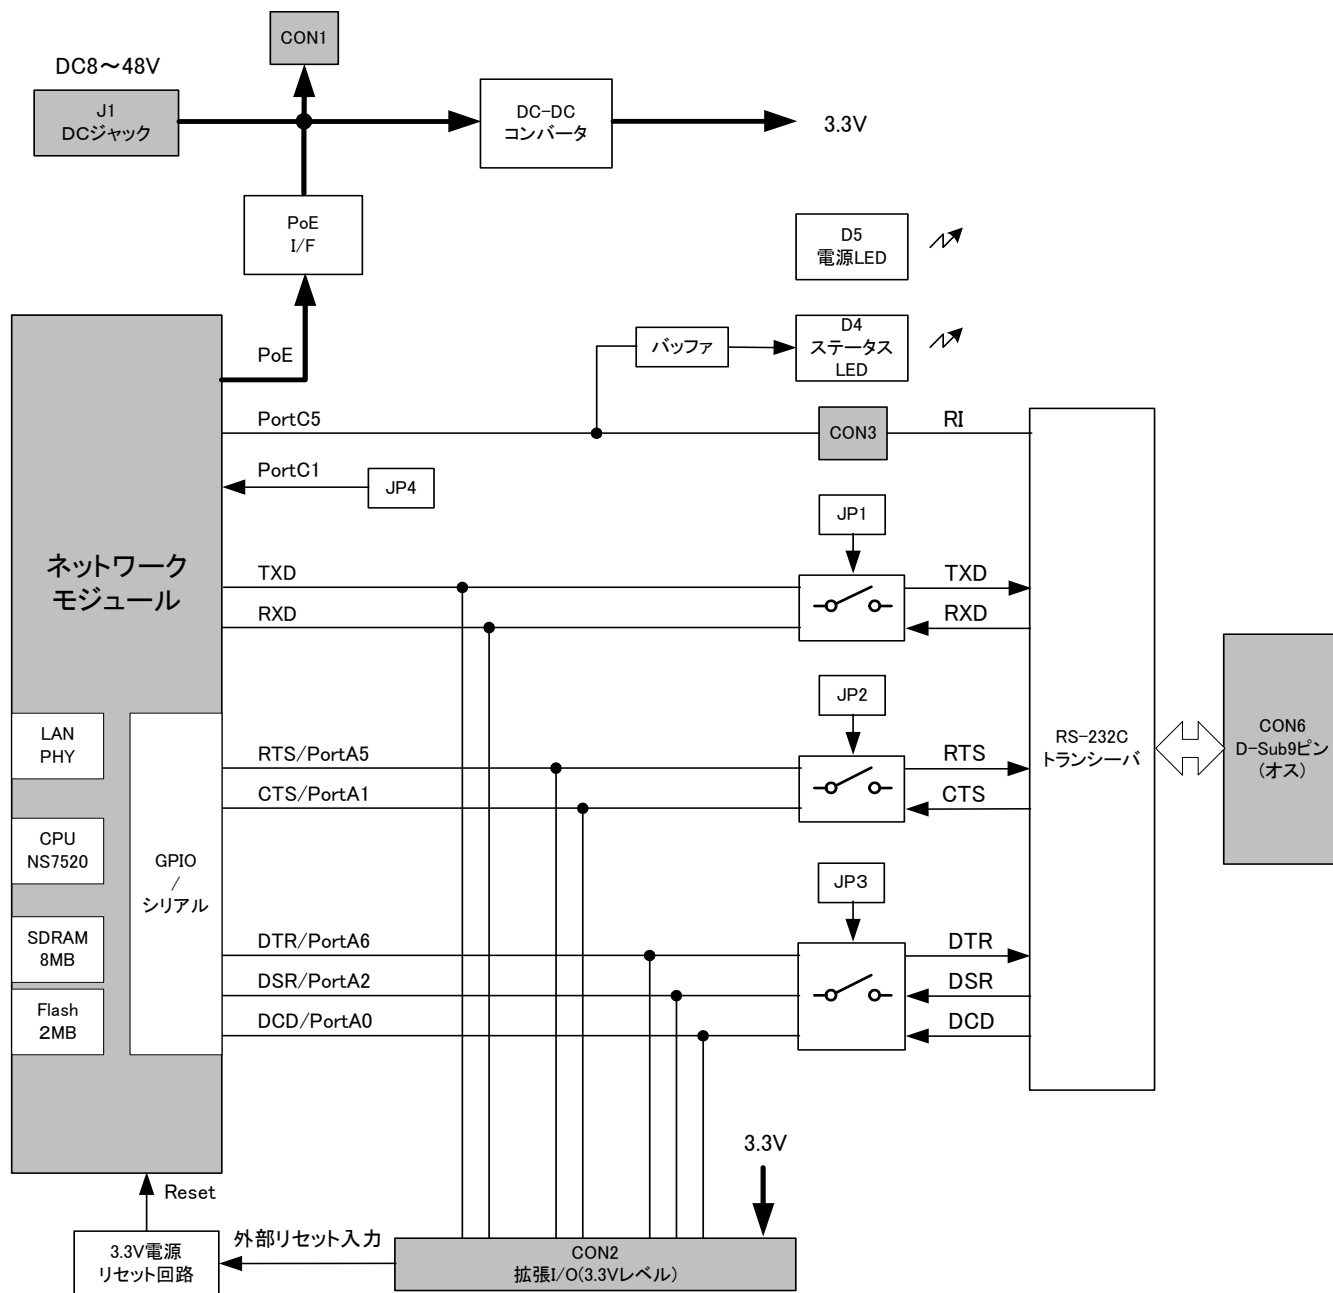 CON1
DC8～48V
J1
DCジャック
DC-DC
コンバータ
3.3V
PoE
I/F
D5
電源LED
バッファ
D4
ステータス
LED
PoE
PortC5
CON3
RI
PortC1
JP4
JP1
ネットワーク
モジュール
TXD
TXD
RXD
RXD
JP2
LAN
PHY
RTS/PortA5
RTS
CTS/PortA1
CTS
RS-232C
トランシーバ
CON6
D-Sub9ピン
(オス)
CPU
NS7520
GPIO
/
シリアル
JP3
SDRAM
8MB
DTR/PortA6
DTR
DSR/PortA2
DSR
Flash
2MB
DCD/PortA0
DCD
3.3V
Reset
外部リセット入力
3.3V電源
リセット回路
CON2
拡張I/O(3.3Vレベル)